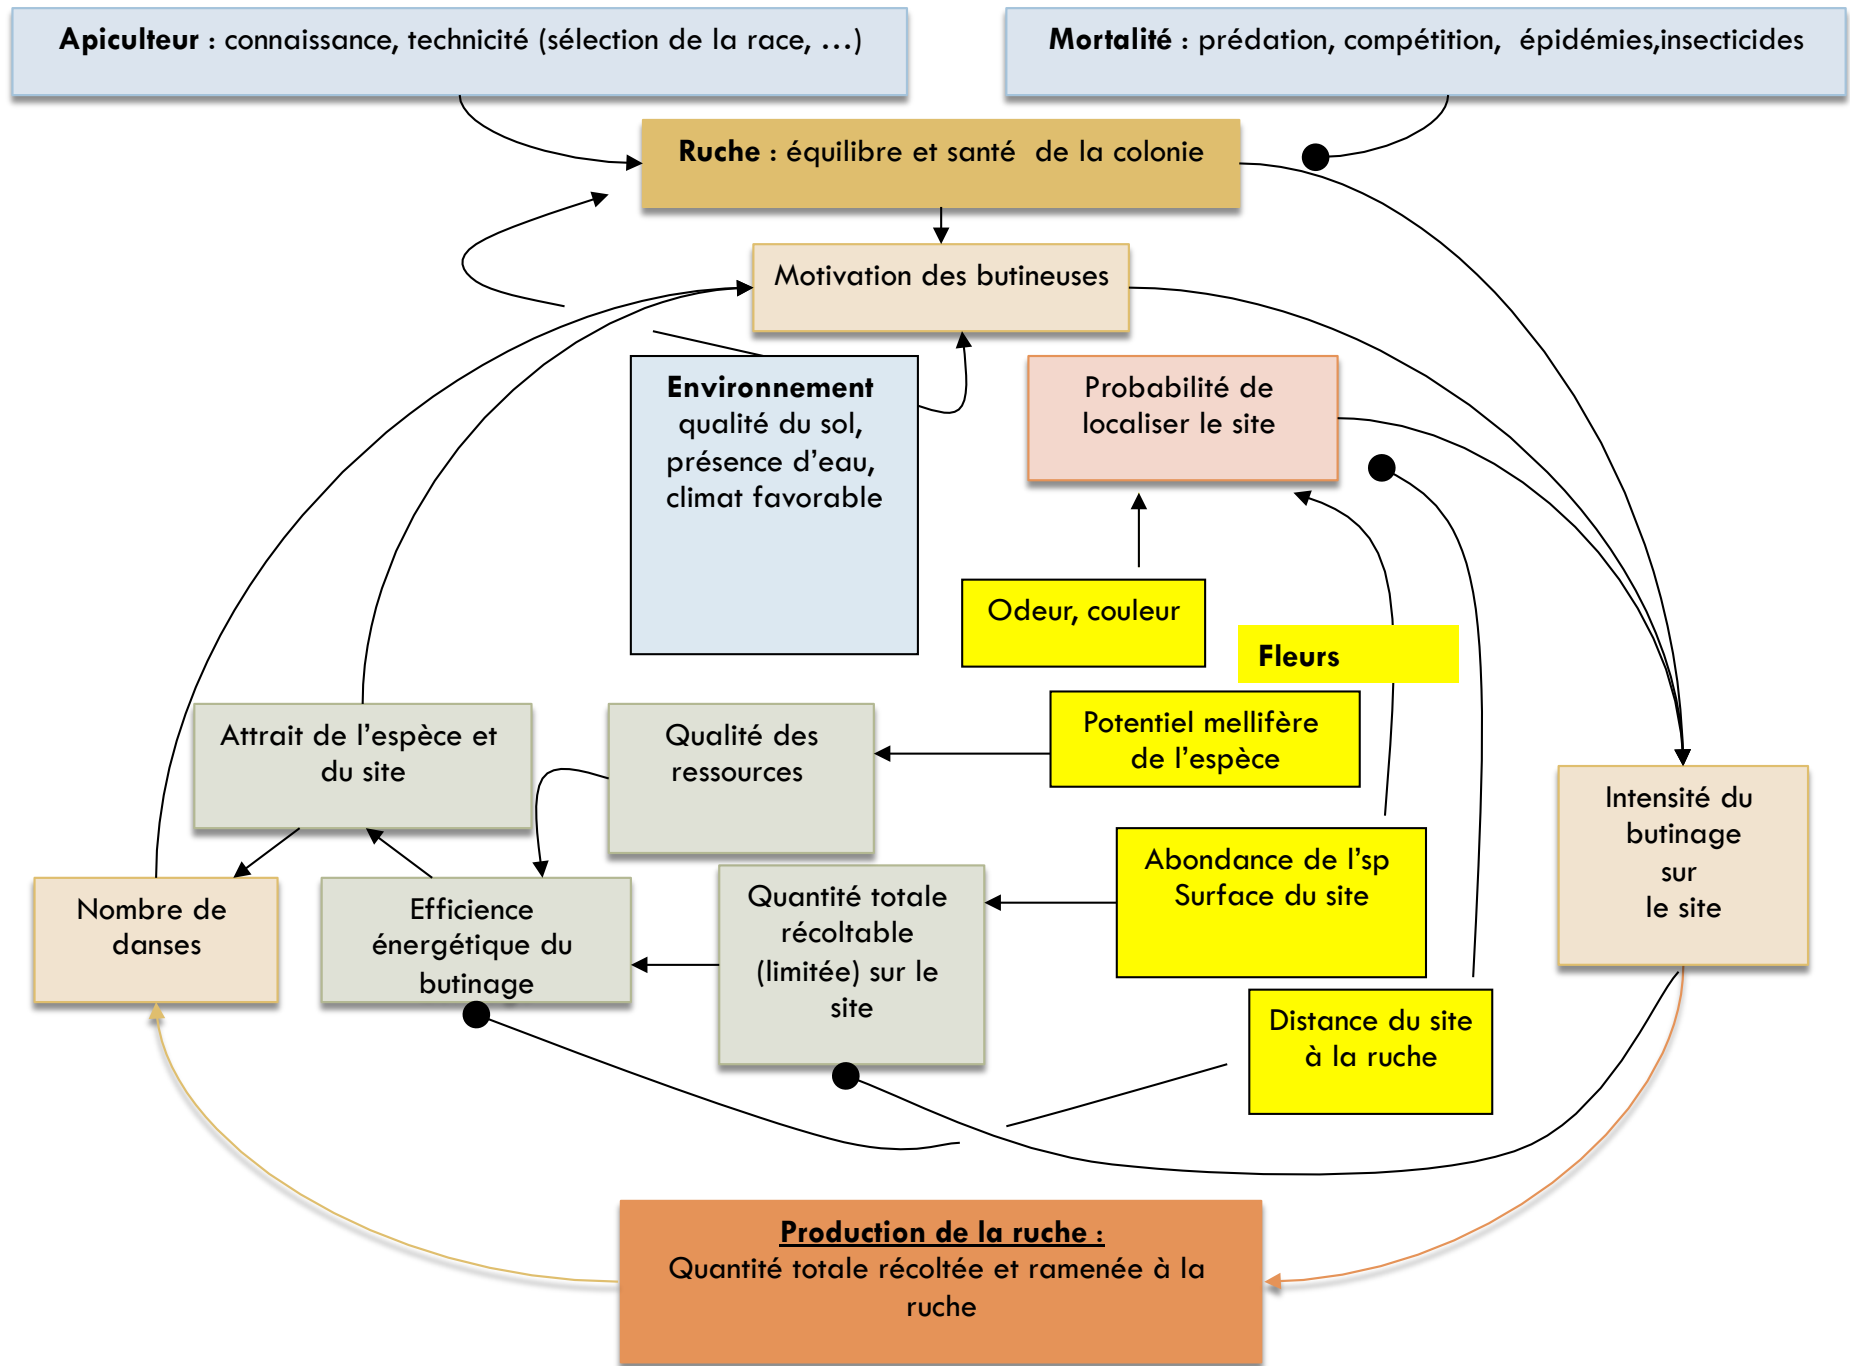 Apiculteur : connaissance, technicité (sélection de la race, …)
Mortalité : prédation, compétition,  épidémies,insecticides
Ruche : équilibre et santé  de la colonie
Motivation des butineuses
Environnement
qualité du sol,
présence d’eau,
climat favorable
Probabilité de
localiser le site
Odeur, couleur
Fleurs
Attrait de l’espèce et
du site
Qualité des
ressources
Potentiel mellifère
de l’espèce
Intensité du
butinage
sur
le site
Nombre de
danses
Efficience
énergétique du
butinage
Quantité totale
récoltable
(limitée) sur le
site
Abondance de l’sp
Surface du site
Distance du site
à la ruche
Production de la ruche :
Quantité totale récoltée et ramenée à la
ruche